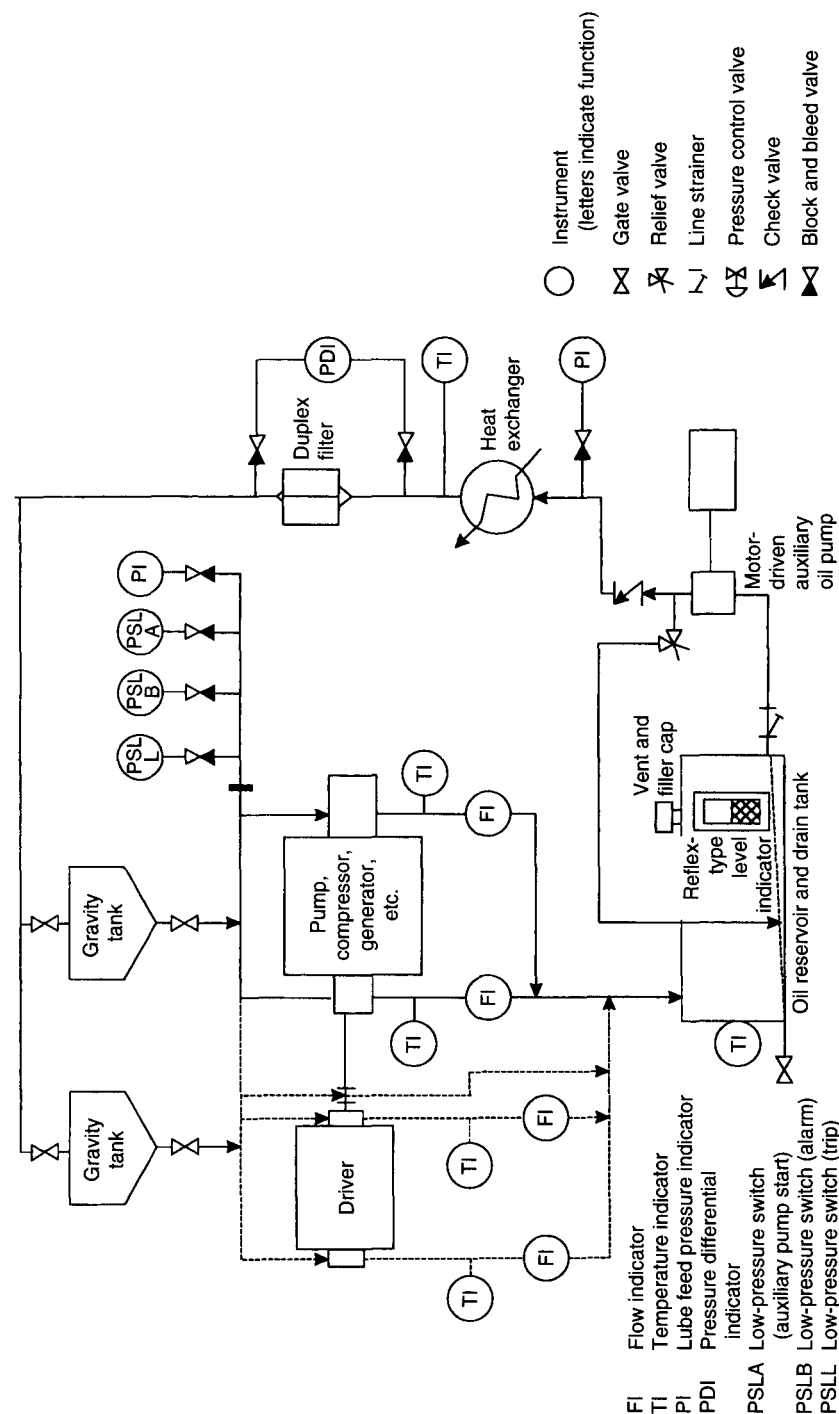 Gravity
tank
Gravity
tank
PSL
L
PSL
B
PSL
A
PI
Duplex
filter
PDI
TI
Heat
exchanger
PI
Driver
Pump,
compressor,
generator,
etc.
TI
FI
TI
FI
TI
FI
TI
FI
Vent and
filler cap
Reflex-
type
level
indicator
Motor-
driven
auxiliary
oil pump
TI
Oil reservoir and drain tank
FI Flow indicator
TI Temperature indicator
PI Lube feed pressure indicator
PDI Pressure differential
indicator
PSLA Low-pressure switch
(auxiliary pump start)
PSLB Low-pressure switch (alarm)
PSLL Low-pressure switch (trip)
Instrument
(letters indicate function)
Gate valve
Relief valve
Line strainer
Pressure control valve
Check valve
Block and bleed valve